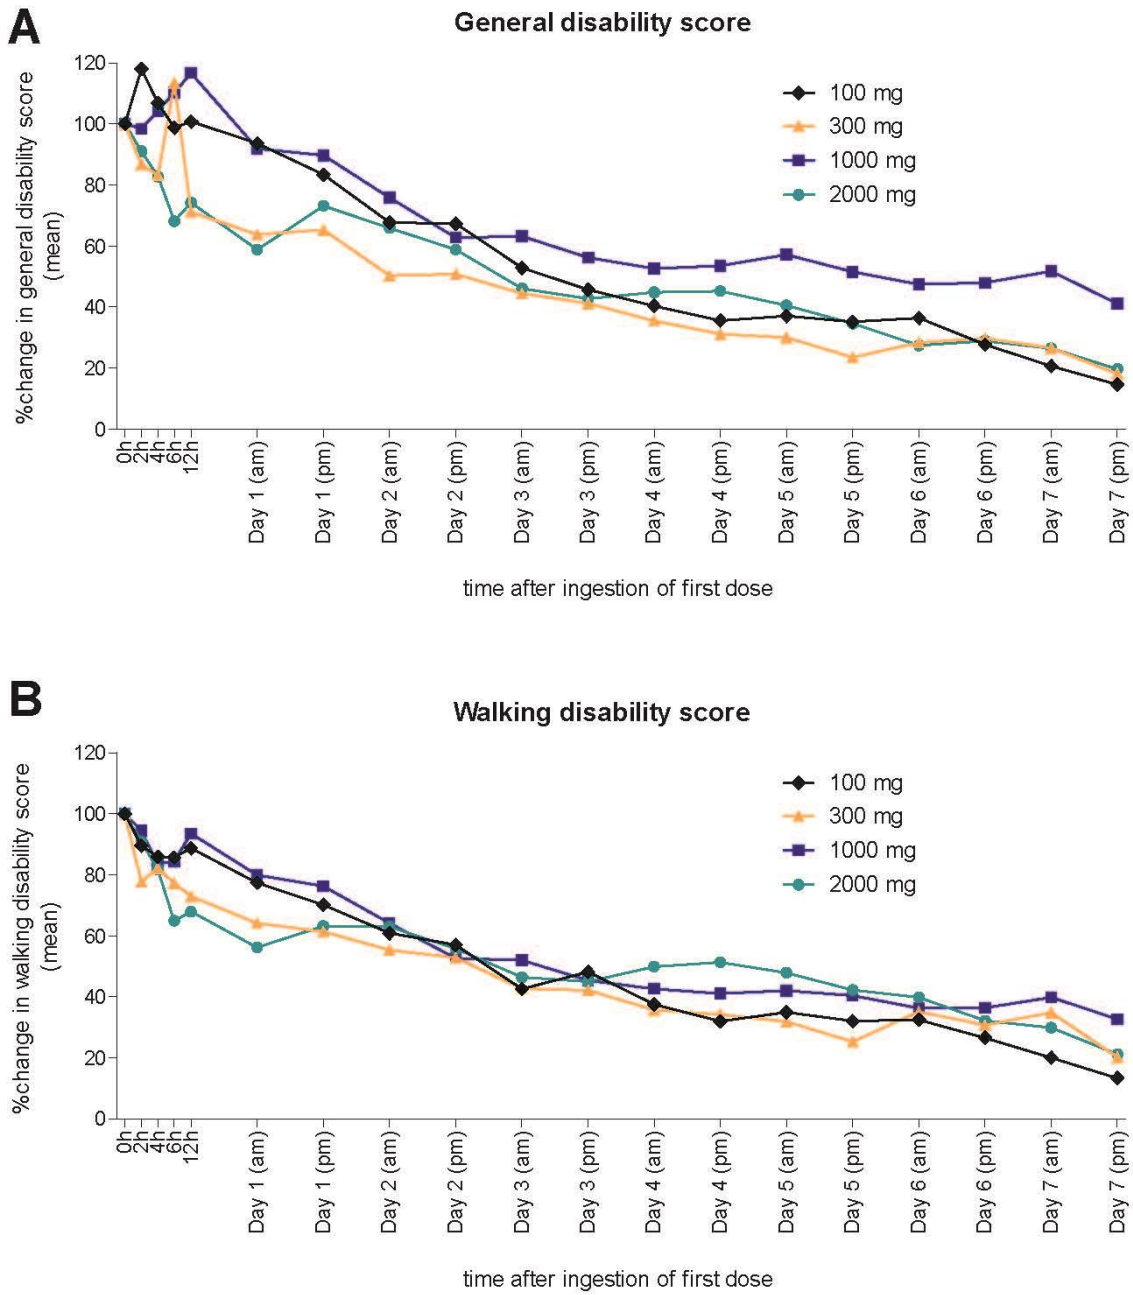 A
General disability score
%change in general disability score
(mean)
120
100
80
60
40
20
0
100 mg
300 mg
1000 mg
2000 mg
0h
2h
4h
6h
12h
Day 1 (am)
Day 1 (pm)
Day 2 (am)
Day 2 (pm)
Day 3 (am)
Day 3 (pm)
Day 4 (am)
Day 4 (pm)
Day 5 (am)
Day 5 (pm)
Day 6 (am)
Day 6 (pm)
Day 7 (am)
Day 7 (pm)
time after ingestion of first dose
B
Walking disability score
%change in walking disability score
(mean)
120
100
80
60
40
20
0
100 mg
300 mg
1000 mg
2000 mg
0h
2h
4h
6h
12h
Day 1 (am)
Day 1 (pm)
Day 2 (am)
Day 2 (pm)
Day 3 (am)
Day 3 (pm)
Day 4 (am)
Day 4 (pm)
Day 5 (am)
Day 5 (pm)
Day 6 (am)
Day 6 (pm)
Day 7 (am)
Day 7 (pm)
time after ingestion of first dose